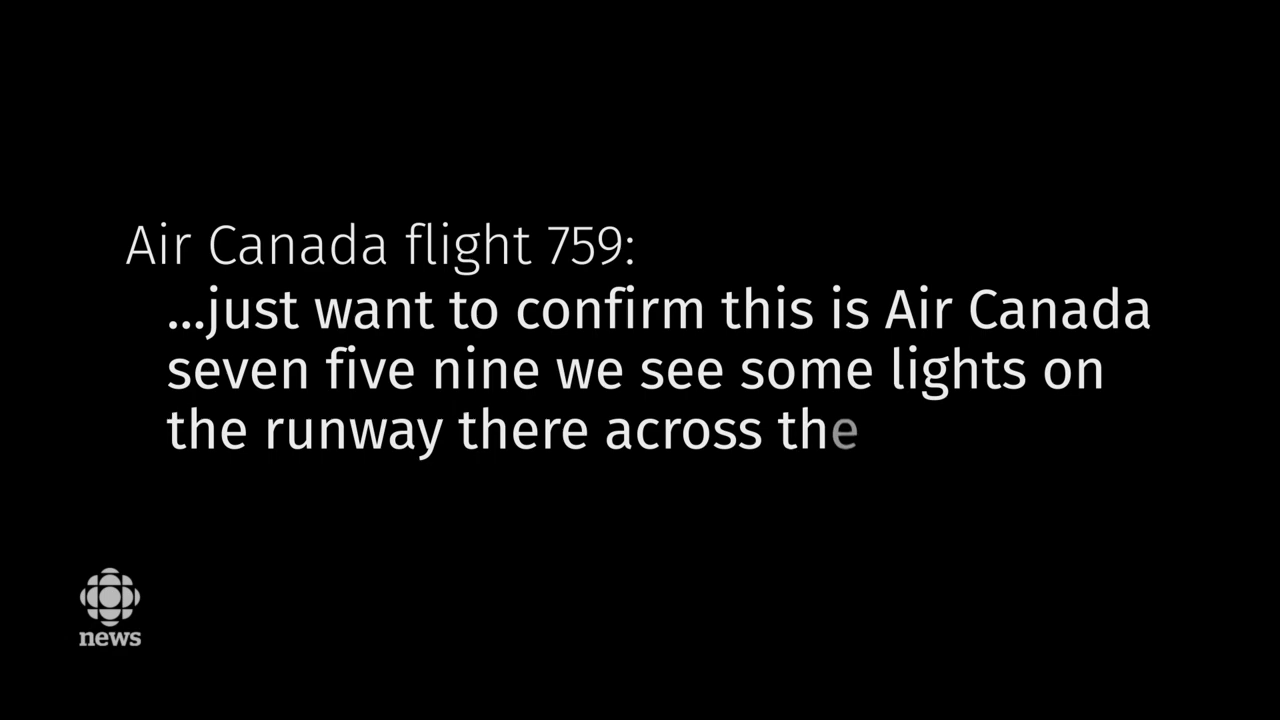 Air Canada flight 759:
...just want to confirm this is Air Canada
seven five nine we see some lights on
the runway there across the
news